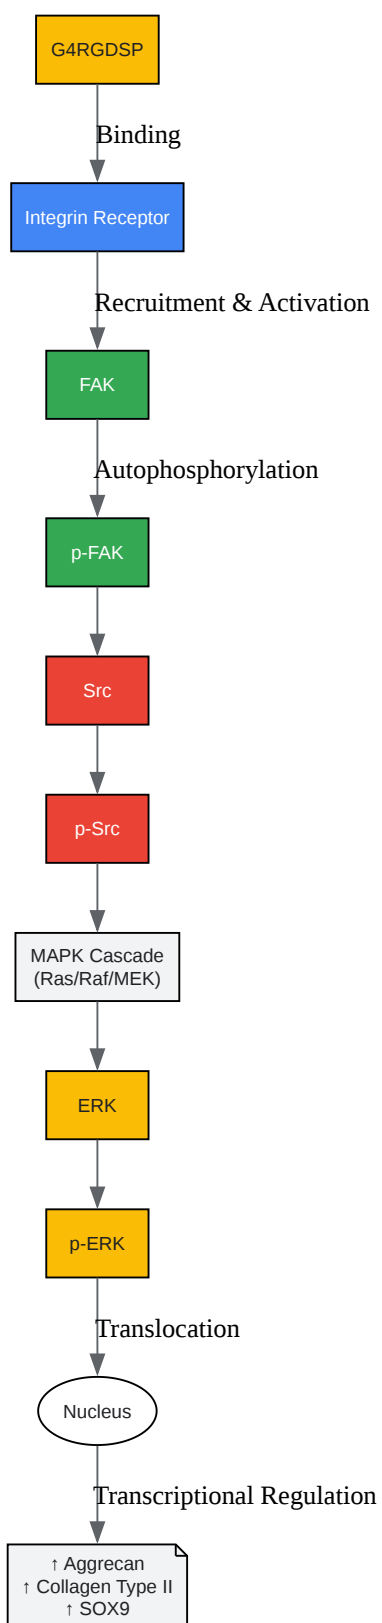 G4RGDSP
Binding
Integrin Receptor
Recruitment & Activation
FAK
Autophosphorylation
p-FAK
Src
p-Src
MAPK Cascade
(Ras/Raf/MEK)
ERK
p-ERK
Translocation
Nucleus
Transcriptional Regulation
↑ Aggrecan
↑ Collagen Type II
↑ SOX9